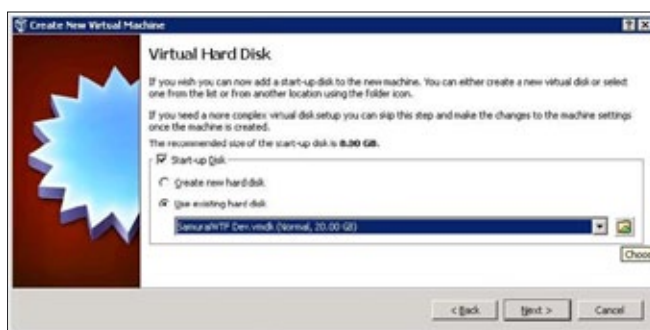 Create New Virtual Machine
Virtual Hard Disk
If you wish you can now add a start-up disk to the new machine. You can either create a new virtual disk or select
one from the list or from another location using the folder icon.
If you need a more complex virtual disk setup you can skip this step and make the changes to the machine settings
once the machine is created.
The recommended size of the start-up disk is 8.00 GB.
Start-up Disk
Create new hard disk
Use existing hard disk
SamuraiWTF Dev.vmdk (Normal, 20.00 GB)
Choos
< Back
Next >
Cancel